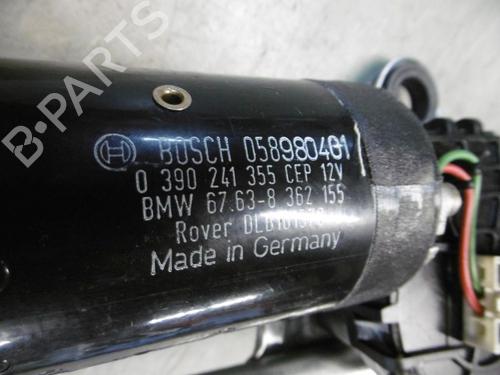 BOSCH 058980401
0 390 241 355 CEP 12V
BMW 67.63-8 362 155
Rover
Made in Germany
B-PARTS